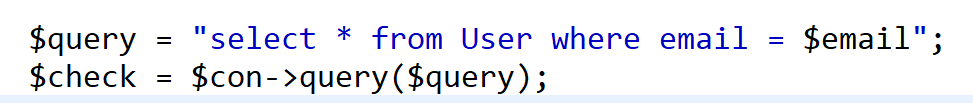 $query = "select * from User where email = $email";
$check = $con->query($query);